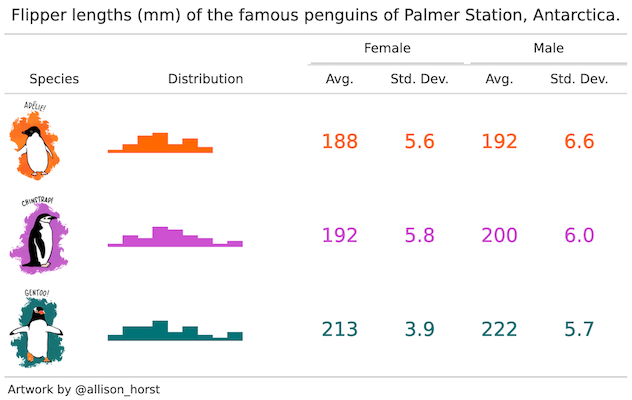 Flipper lengths (mm) of the famous penguins of Palmer Station, Antarctica.
Female Male
Species Distribution Avg. Std. Dev. Avg. Std. Dev.
ADÉLIE!
188 5.6 192 6.6
CHINSTRAP!
192 5.8 200 6.0
GENTOO!
213 3.9 222 5.7
Artwork by @allison_horst